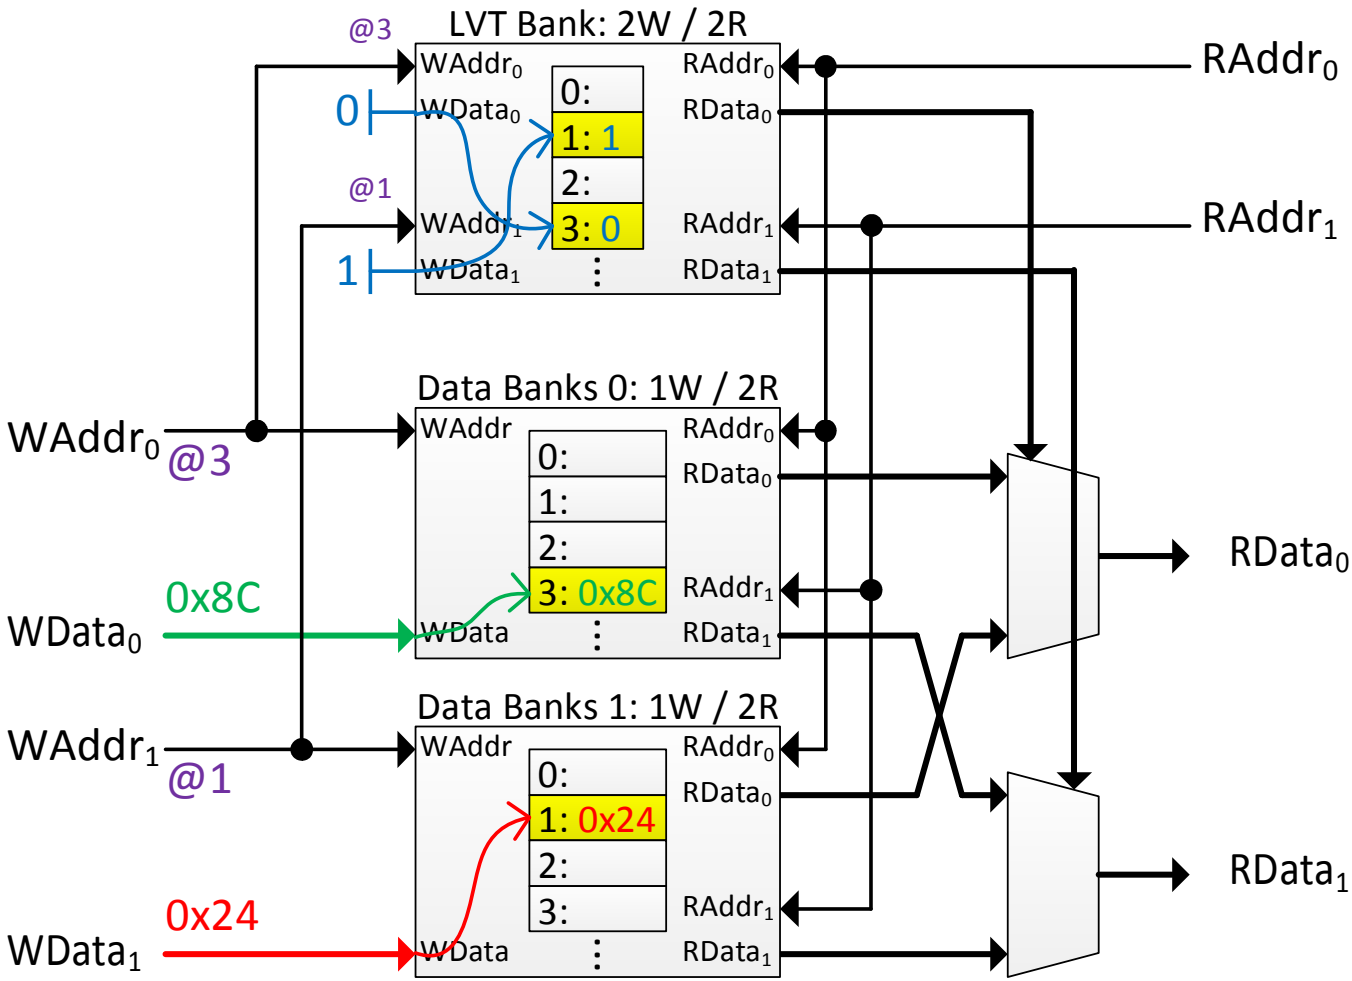 LVT Bank: 2W / 2R
@3
WAddr₀
RAddr₀
RAddr₀
0:
0
WData₀
RData₀
1: 1
@1
2:
WAddr₁
3: 0
RAddr₁
RAddr₁
1
WData₁
⋮
RData₁
Data Banks 0: 1W / 2R
WAddr₀
@3
WAddr
RAddr₀
0:
RData₀
1:
2:
RData₀
0x8C
3: 0x8C
RAddr₁
WData₀
WData
⋮
RData₁
Data Banks 1: 1W / 2R
WAddr₁
@1
WAddr
RAddr₀
0:
RData₀
1: 0x24
2:
RData₁
0x24
3:
RAddr₁
WData₁
WData
⋮
RData₁